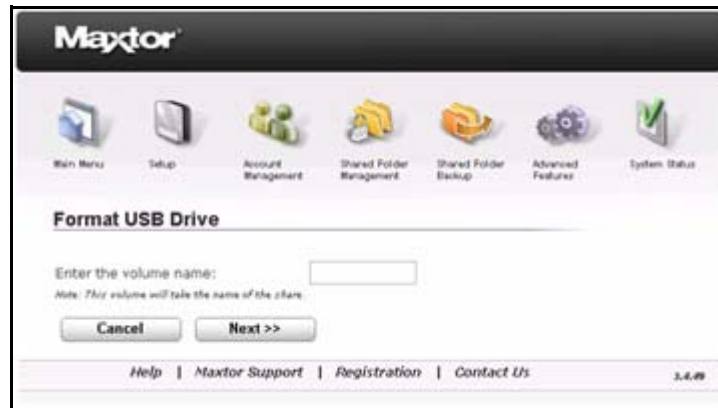 Maxtor
Main Menu
Setup
Account Management
Shared Folder Management
Shared Folder Backup
Advanced Features
System Status
Format USB Drive
Enter the volume name:
Note: This volume will take the name of the share
Cancel
Next >>
Help | Maxtor Support | Registration | Contact Us